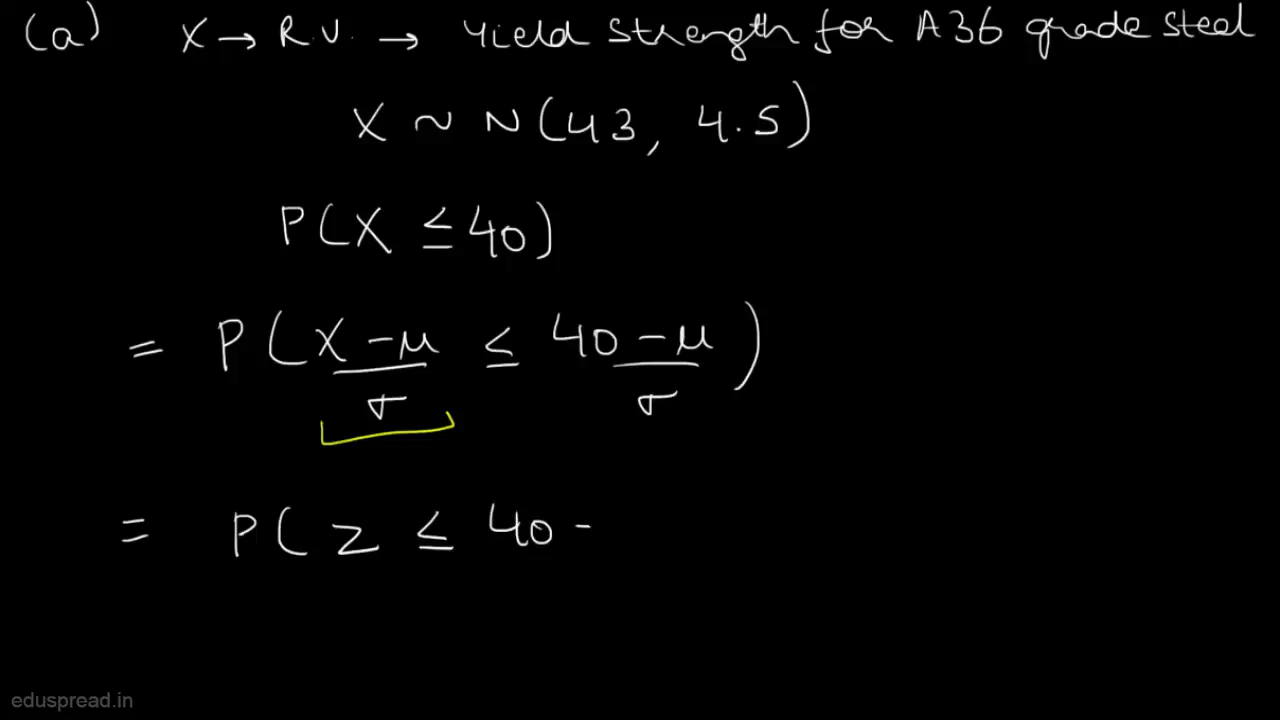 (a) X → R.V. → Yield Strength for A36 grade steel
X ~ N(43, 4.5)
P(X ≤ 40)
= P(X - μ / σ ≤ 40 - μ / σ)
= P(Z ≤ 40 -
eduspread.in